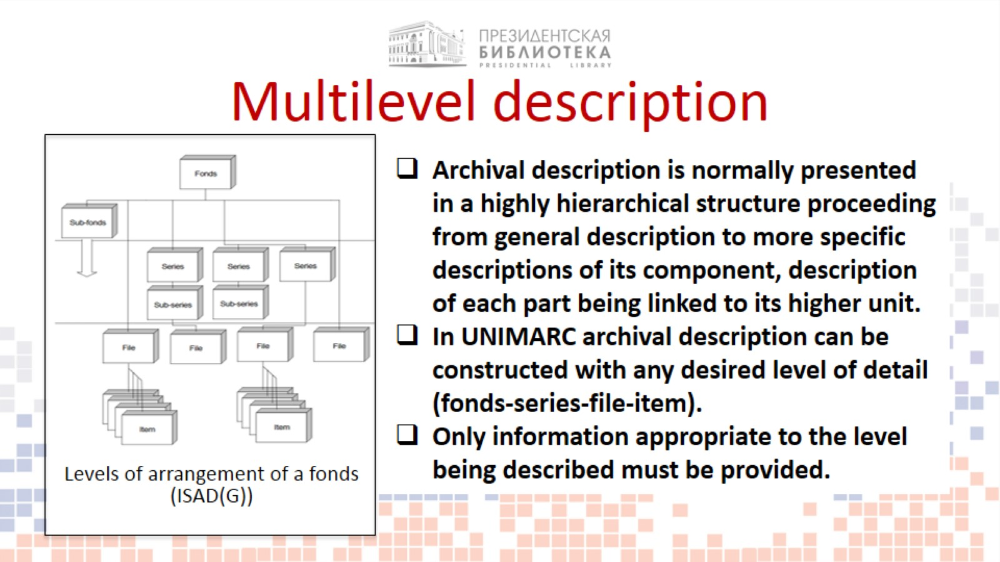 ПРЕЗИДЕНТСКАЯ
БИБЛИОТЕКА
PRESIDENTIAL LIBRARY
Multilevel description
Fonds
Sub-fonds
Series
Series
Series
Sub-series
Sub-series
File
File
File
File
Item
Item
Levels of arrangement of a fonds
(ISAD(G))
❑ Archival description is normally presented
in a highly hierarchical structure proceeding
from general description to more specific
descriptions of its component, description
of each part being linked to its higher unit.
❑ In UNIMARC archival description can be
constructed with any desired level of detail
(fonds-series-file-item).
❑ Only information appropriate to the level
being described must be provided.